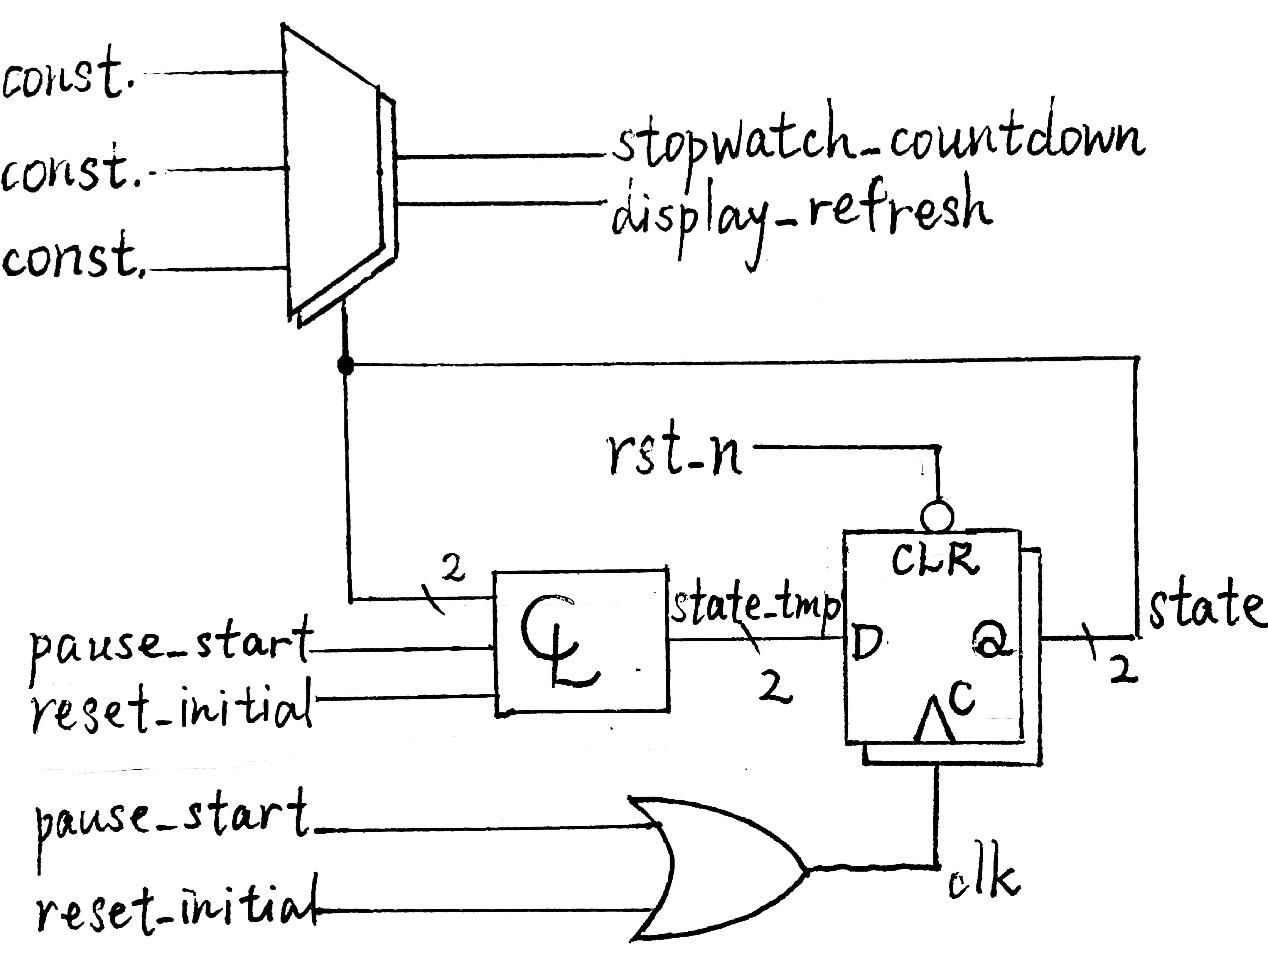 const.
const.
const.
stopwatch_countdown
display_refresh
rst_n
CLR
2
CL
state_tmp
2
D
Q
C
state
2
pause_start
reset_initial
pause_start
reset_initial
clk